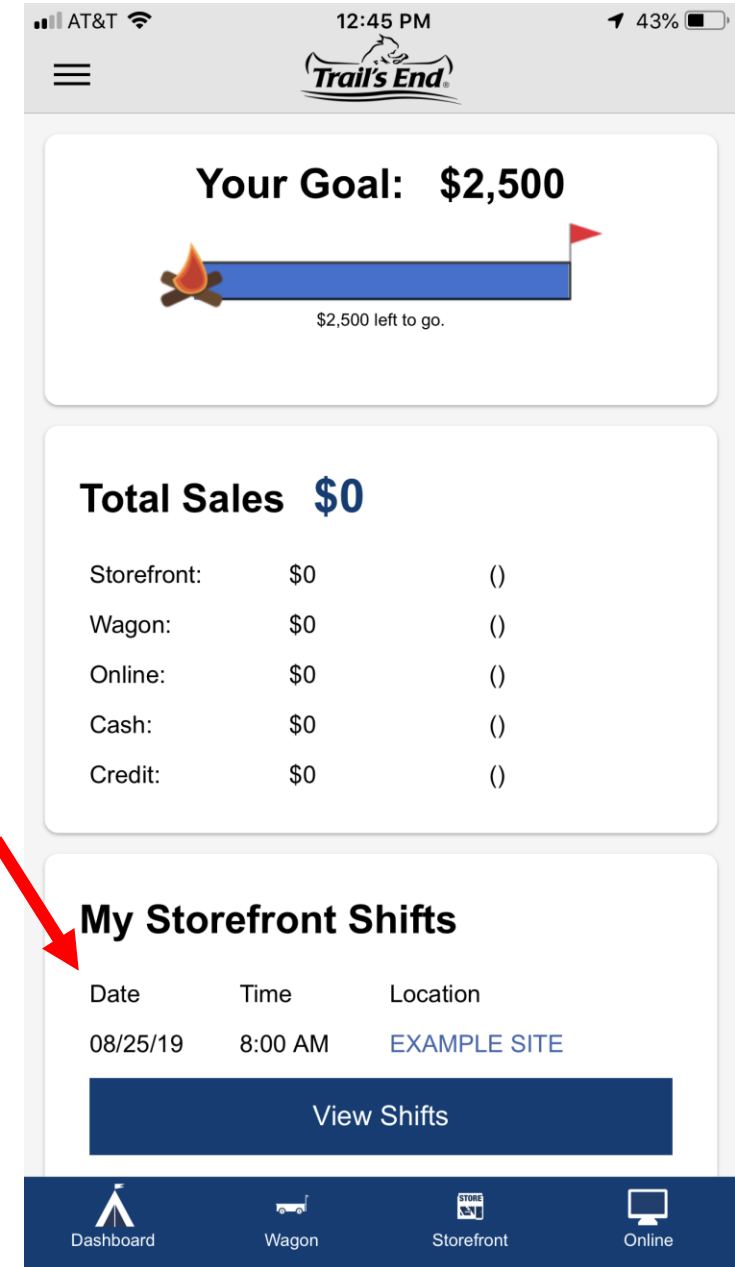 AT&T 12:45 PM 43%
Trail's End®
Your Goal: $2,500
$2,500 left to go.
Total Sales $0
Storefront: $0 ()
Wagon: $0 ()
Online: $0 ()
Cash: $0 ()
Credit: $0 ()
My Storefront Shifts
Date Time Location
08/25/19 8:00 AM EXAMPLE SITE
View Shifts
STORE
Dashboard Wagon Storefront Online